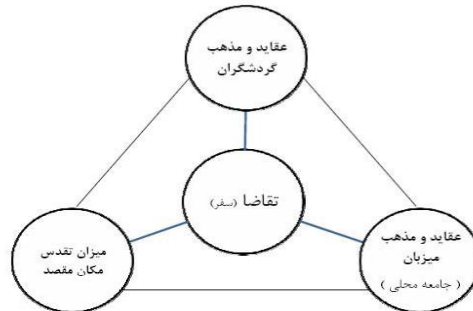 عقاید و مذهب
گردشگران
تقاضا (سفر)
عقاید و مذهب
میزبان
( جامعه محلی )
میزان تقدس
مکان مقصد